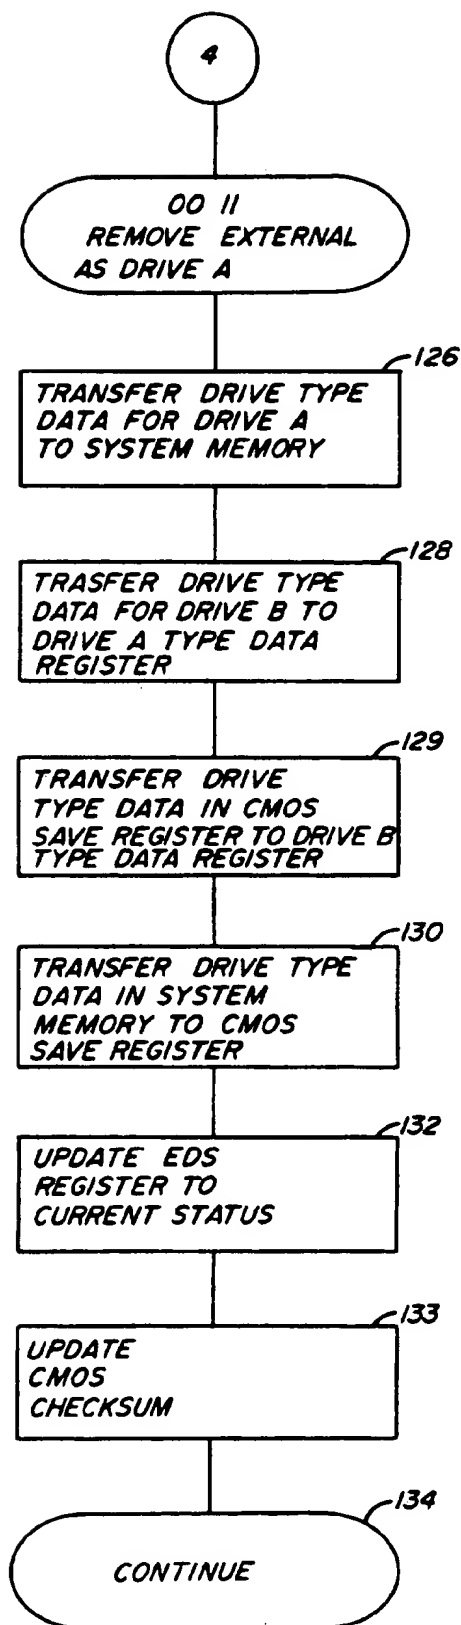 4
00 11
REMOVE EXTERNAL
AS DRIVE A
126
TRANSFER DRIVE TYPE
DATA FOR DRIVE A
TO SYSTEM MEMORY
128
TRASFER DRIVE TYPE
DATA FOR DRIVE B TO
DRIVE A TYPE DATA
REGISTER
129
TRANSFER DRIVE
TYPE DATA IN CMOS
SAVE REGISTER TO DRIVE B
TYPE DATA REGISTER
130
TRANSFER DRIVE TYPE
DATA IN SYSTEM
MEMORY TO CMOS
SAVE REGISTER
132
UPDATE EDS
REGISTER TO
CURRENT STATUS
133
UPDATE
CMOS
CHECKSUM
134
CONTINUE